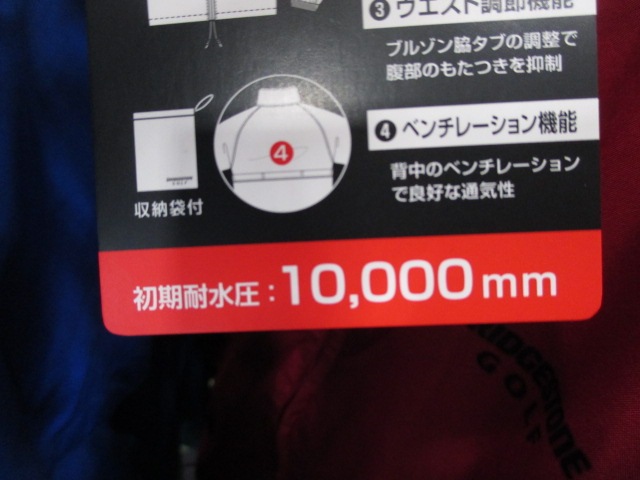 ❸ ウエスト調節機能
ブルゾン脇タブの調整で
腹部のもたつきを抑制
❹ ベンチレーション機能
4
背中のベンチレーション
で良好な通気性
GOLF
収納袋付
初期耐水圧：10,000mm
GOLF